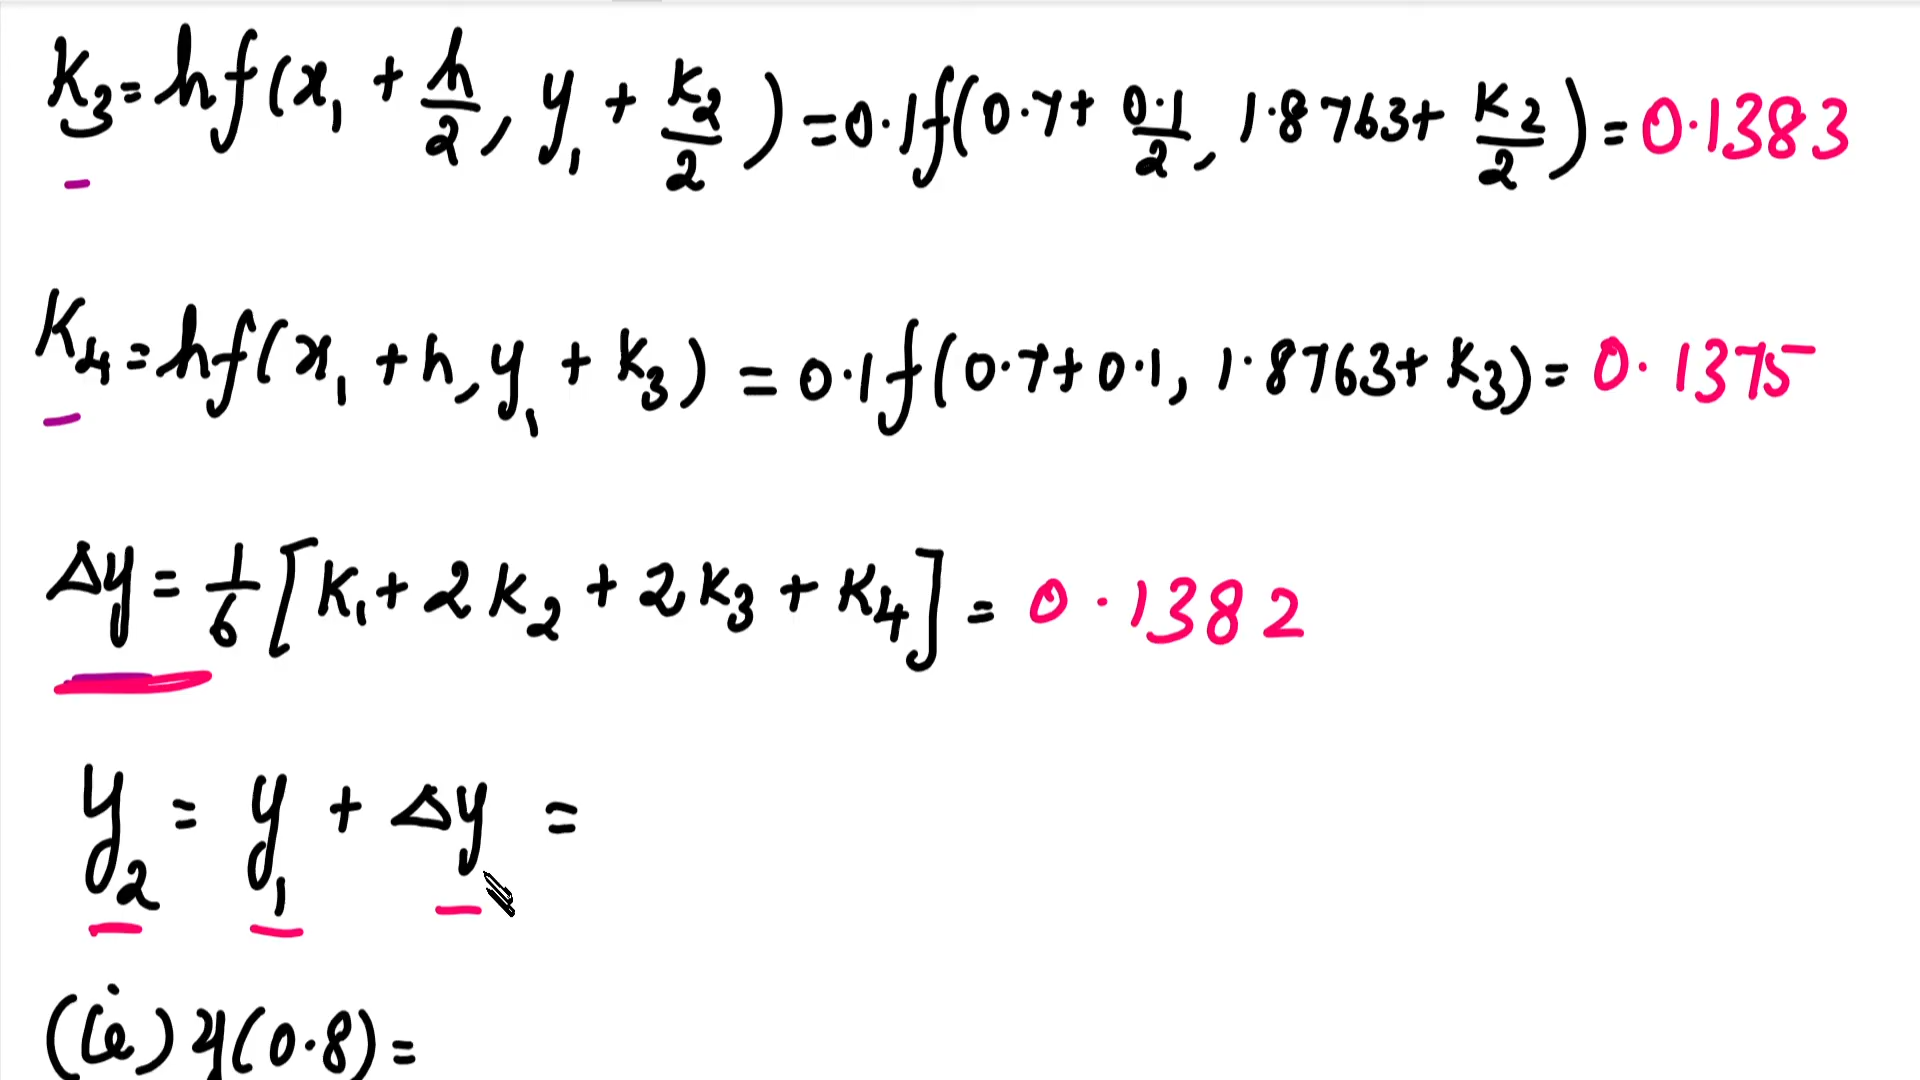 K₃ = hf(x₁ + h/2, y₁ + K₂/2) = 0.1f(0.7 + 0.1/2, 1.8763 + K₂/2) = 0.1383
K₄ = hf(x₁ + h, y₁ + K₃) = 0.1f(0.7 + 0.1, 1.8763 + K₃) = 0.1375
Δy = 1/6 [K₁ + 2K₂ + 2K₃ + K₄] = 0.1382
y₂ = y₁ + Δy =
(ie) y(0.8) =